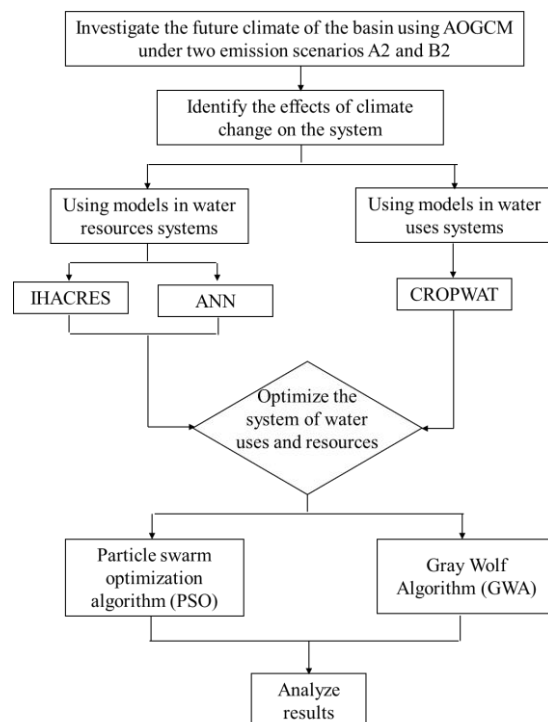 Investigate the future climate of the basin using AOGCM
under two emission scenarios A2 and B2
Identify the effects of climate
change on the system
Using models in water
resources systems
Using models in water
uses systems
IHACRES
ANN
CROPWAT
Optimize the
system of water
uses and resources
Particle swarm
optimization
algorithm (PSO)
Gray Wolf
Algorithm (GWA)
Analyze
results